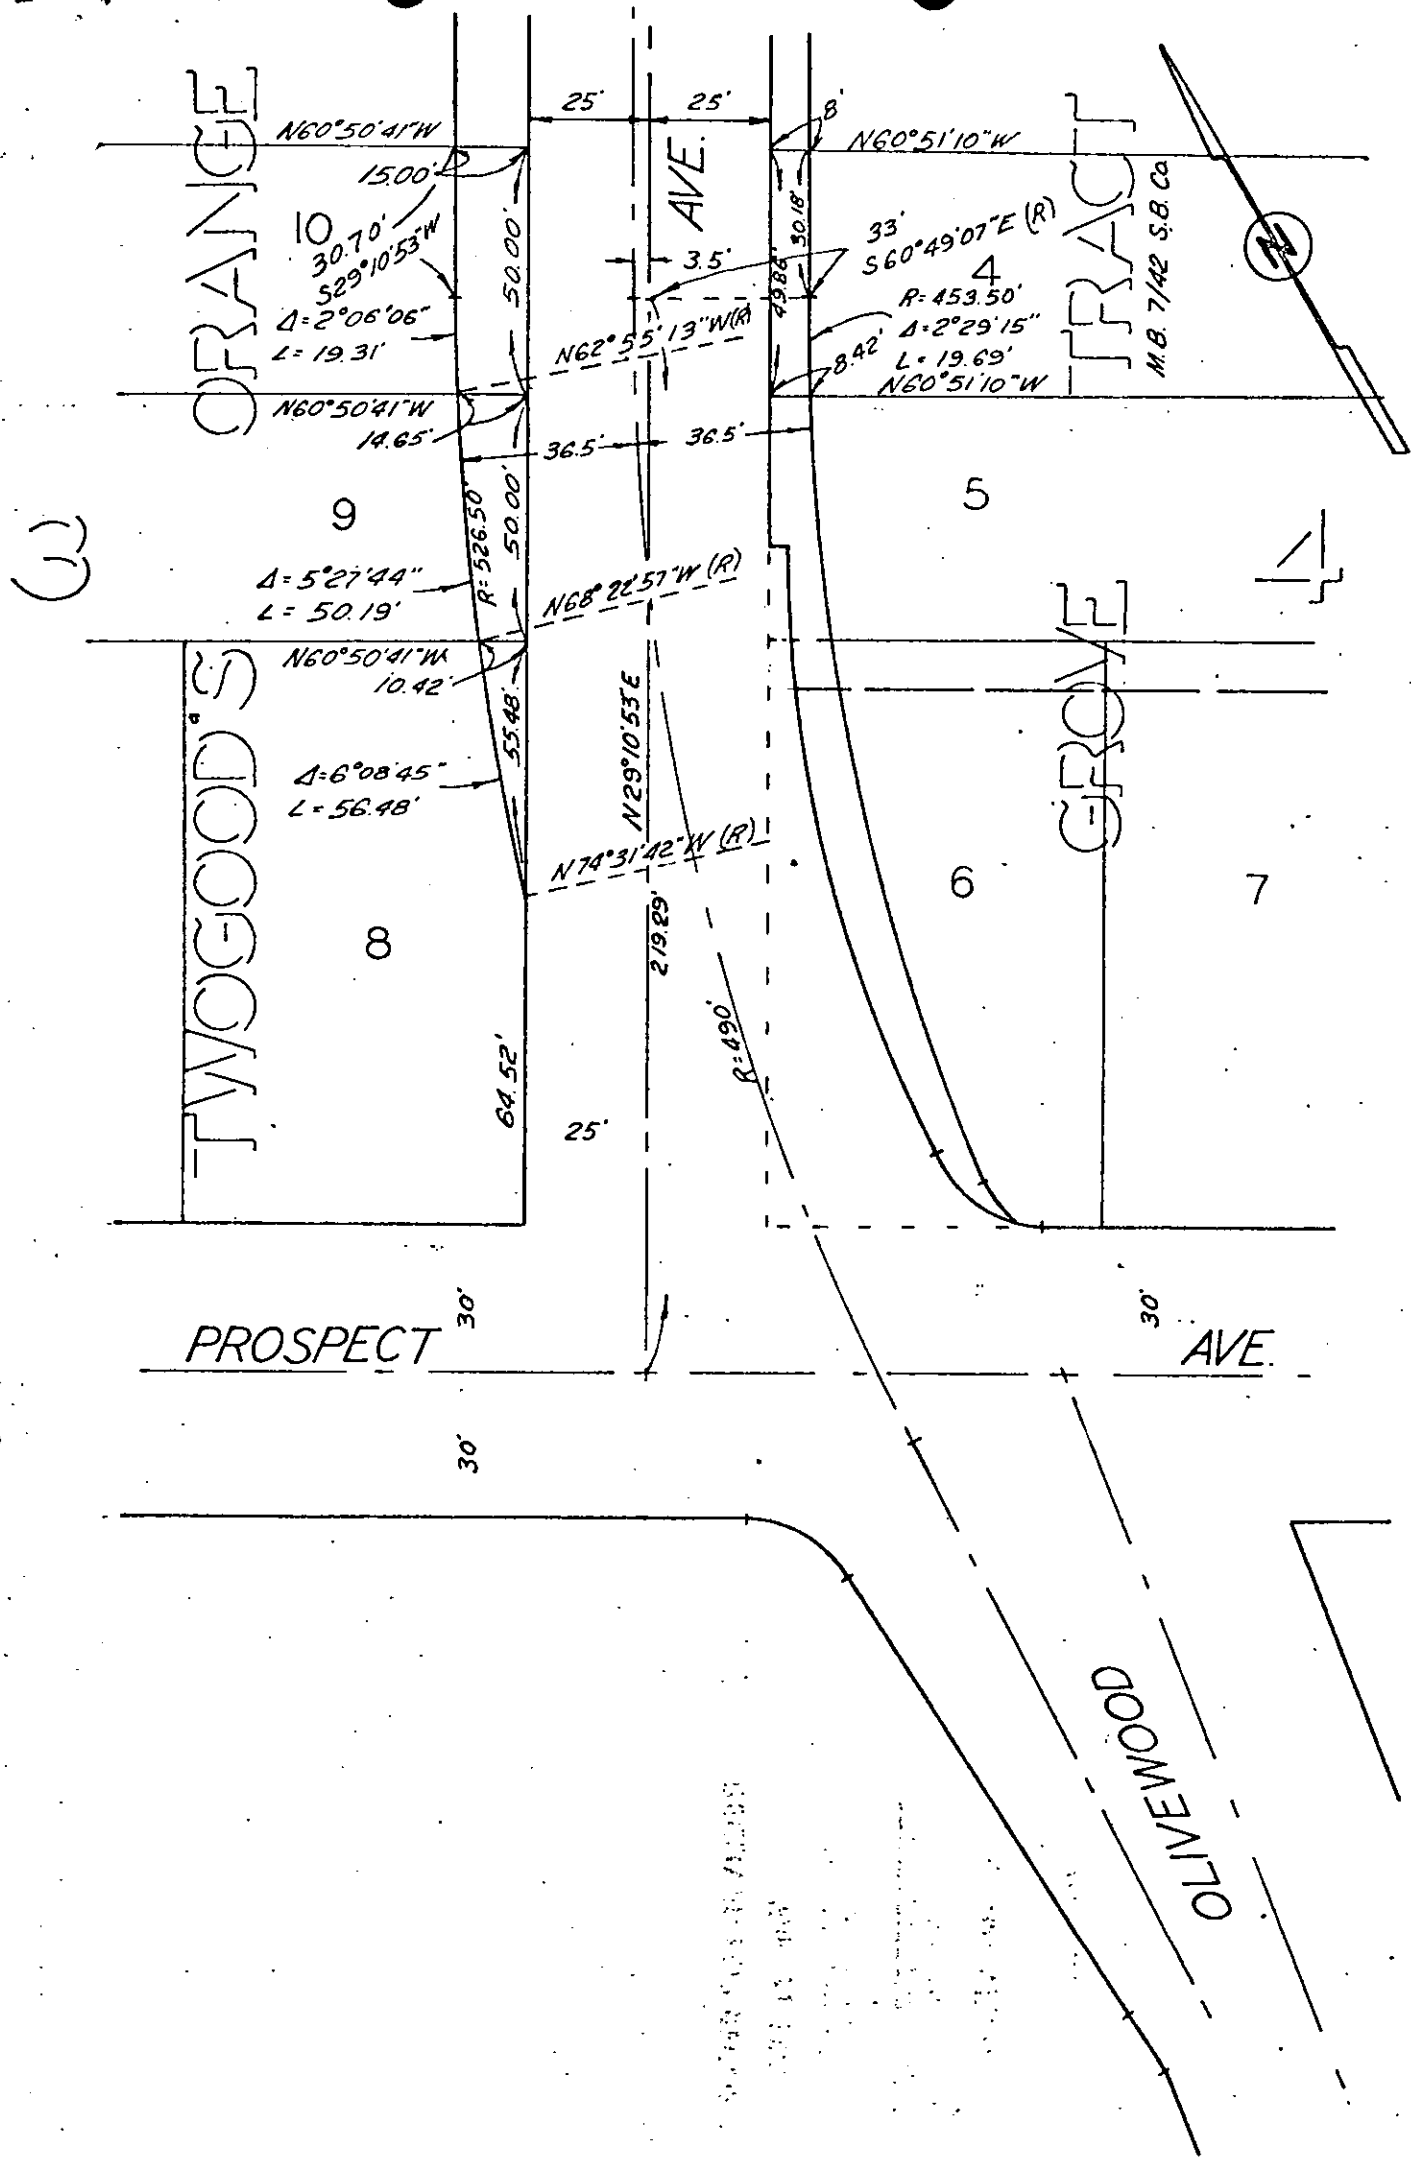 TWOGOOD'S ORANGE
GROVE TRACT
M.B. 7/42 S.B. Co
N
3
4
25'
25'
AVE.
8'
N60°50'41"W
15.00'
N60°51'10"W
10
30.70'
S29°10'53"W
50.00'
3.5'
49.86'
30.18'
33'
S60°49'07"E (R)
4
Δ=2°06'06"
L=19.31'
N62°55'13"W(R)
R=453.50'
Δ=2°29'15"
L=19.69'
8.42'
N60°51'10"W
N60°50'41"W
14.65'
36.5'
36.5'
9
R=526.50'
50.00'
5
Δ=5°27'44"
L=50.19'
N68°22'57"W (R)
N60°50'41"W
10.42'
55.48'
N29°10'53"E
Δ=6°08'45"
L=56.48'
N74°31'42"W (R)
219.29'
8
6
7
64.52'
25'
R=490'
30'
30'
PROSPECT
AVE.
30'
OLIVEWOOD